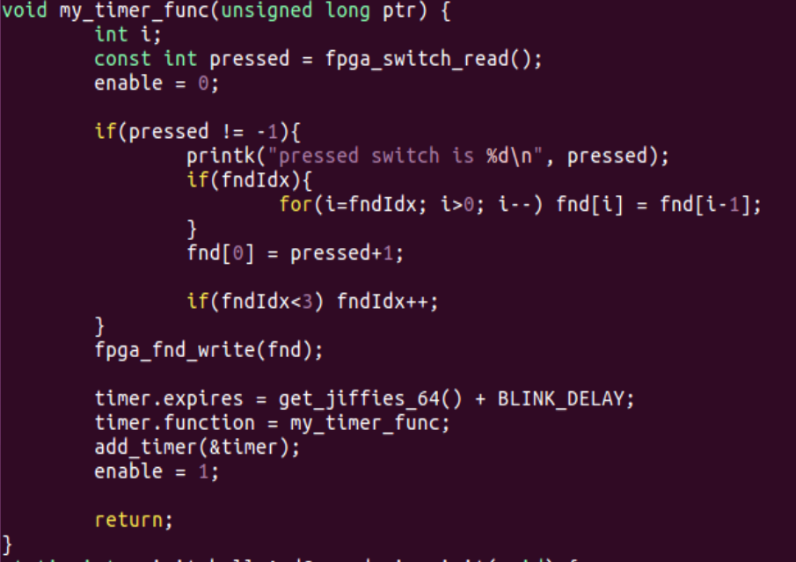 void my_timer_func(unsigned long ptr) {
int i;
const int pressed = fpga_switch_read();
enable = 0;
if(pressed != -1){
printk("pressed switch is %d\n", pressed);
if(fndIdx){
for(i=fndIdx; i>0; i--) fnd[i] = fnd[i-1];
}
fnd[0] = pressed+1;
if(fndIdx<3) fndIdx++;
}
fpga_fnd_write(fnd);
timer.expires = get_jiffies_64() + BLINK_DELAY;
timer.function = my_timer_func;
add_timer(&timer);
enable = 1;
return;
}